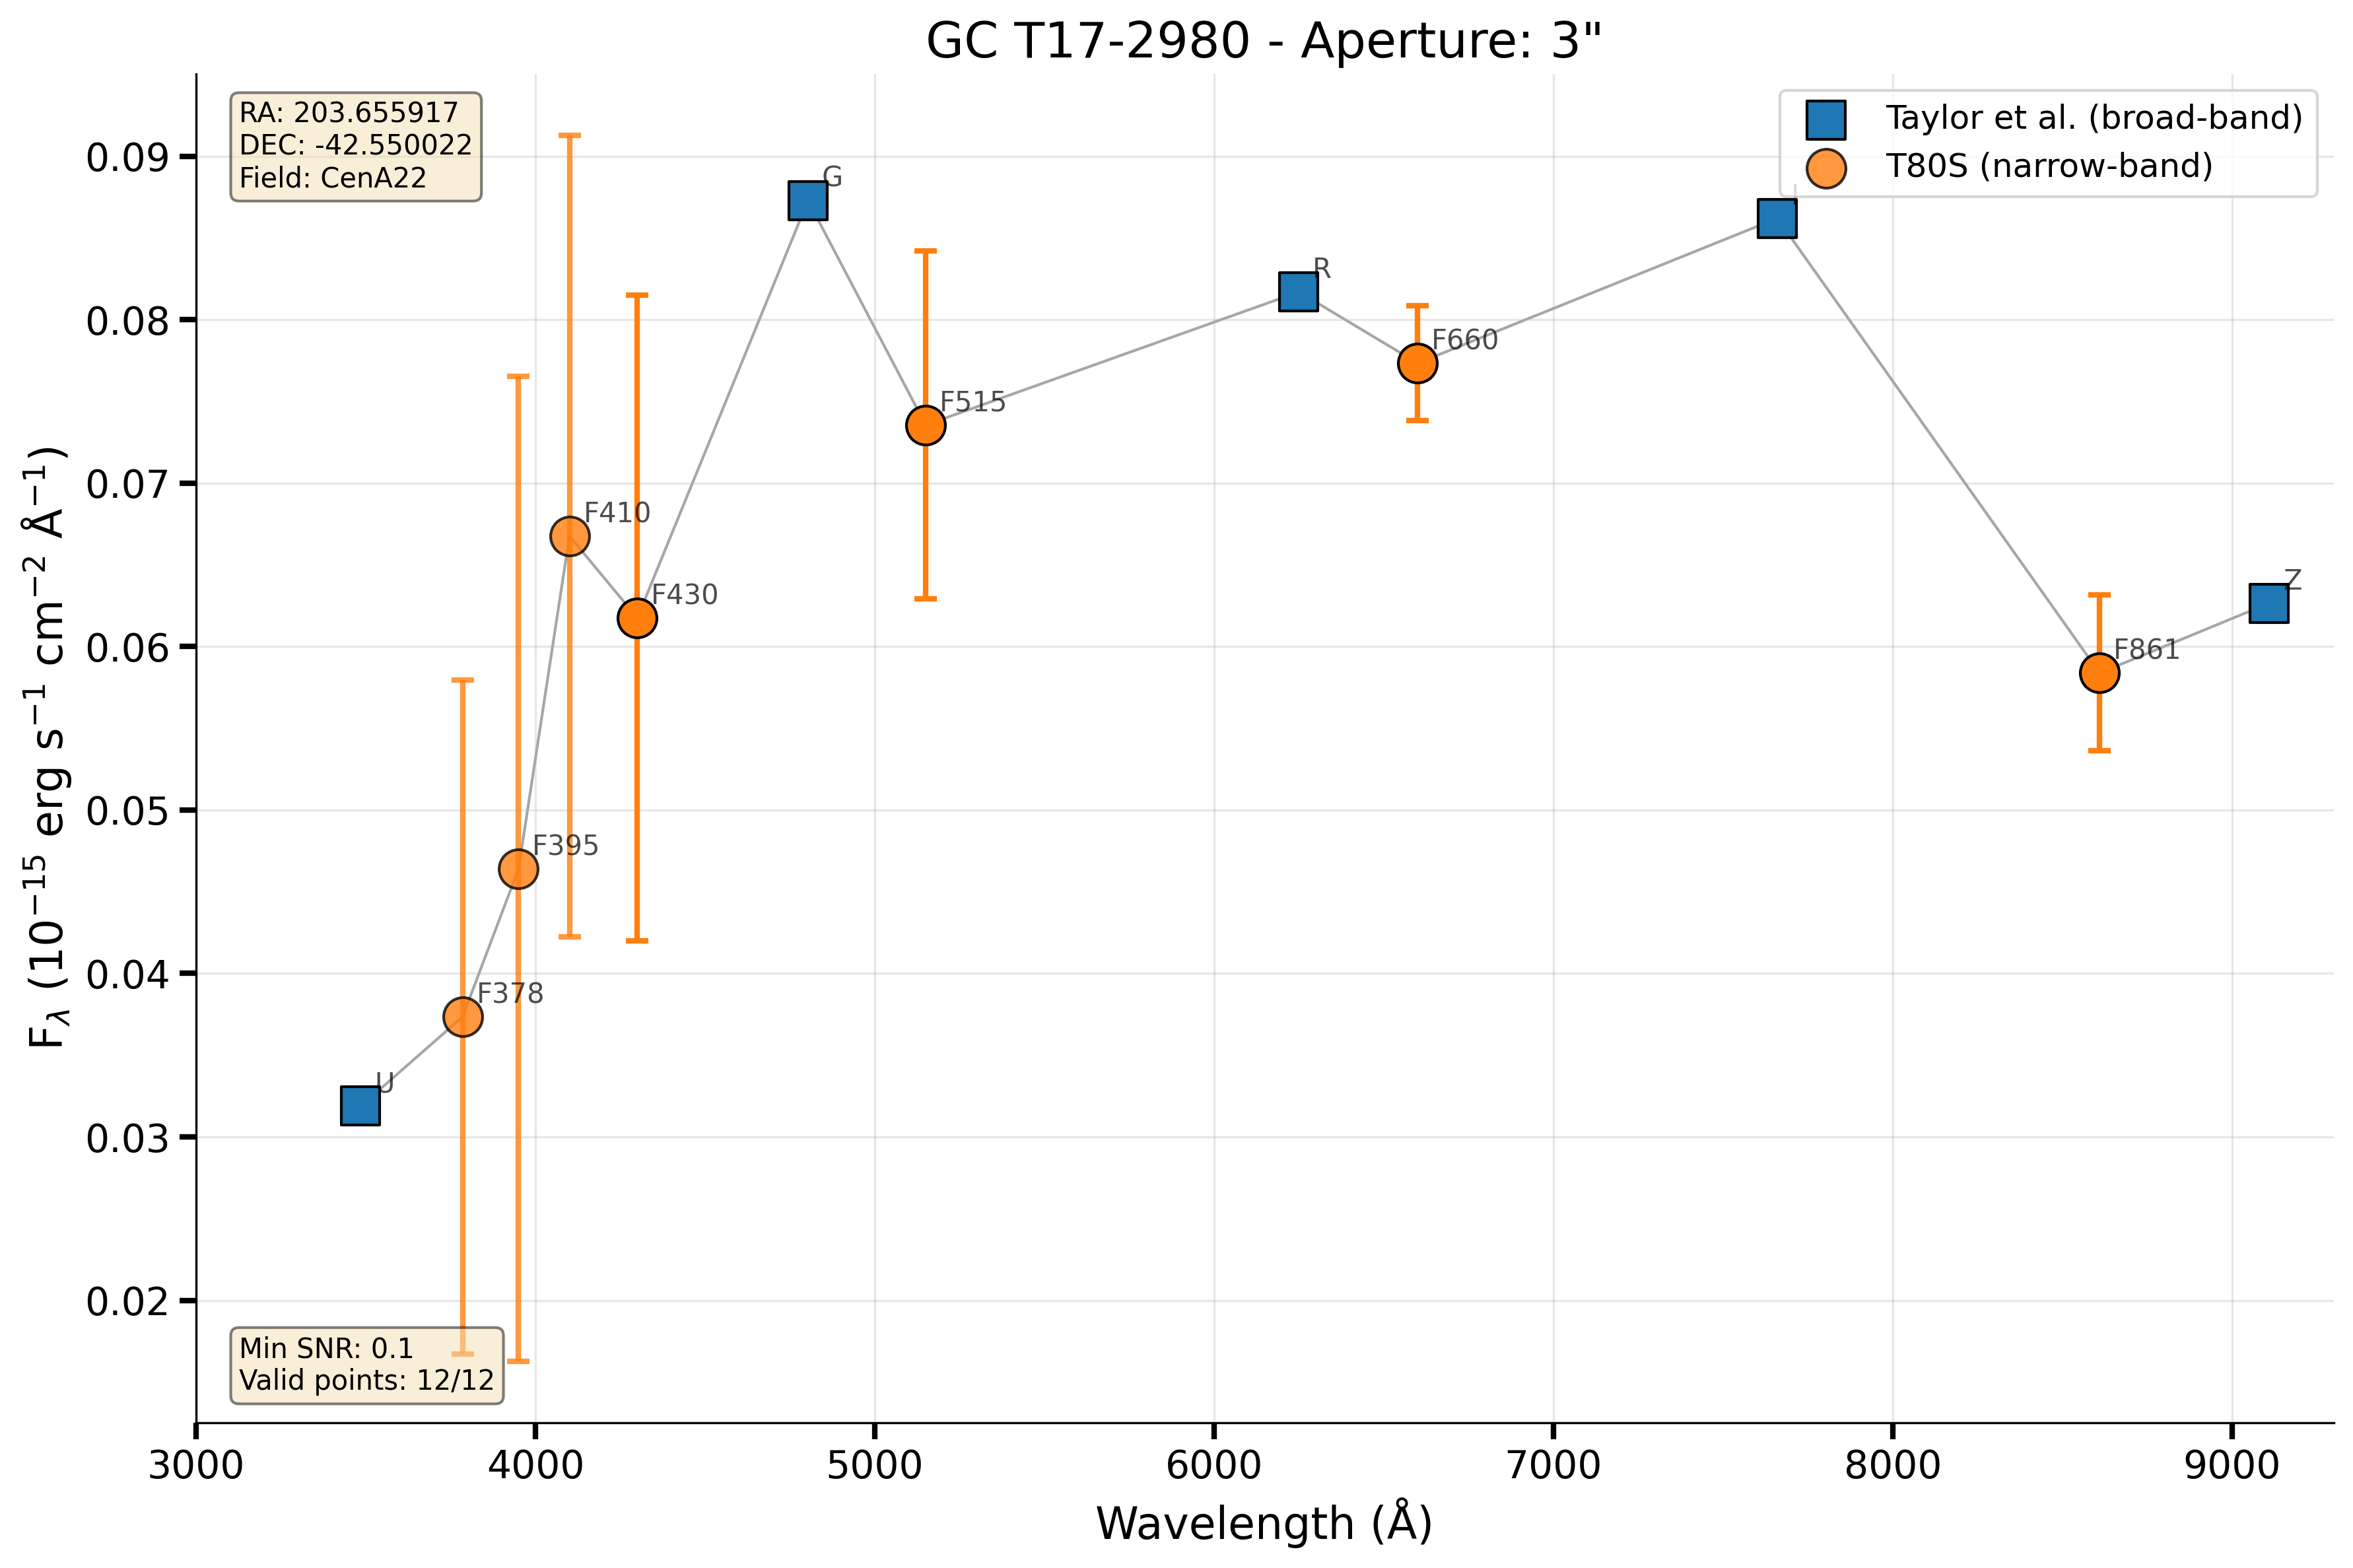 GC T17-2980 - Aperture: 3"
RA: 203.655917
DEC: -42.550022
Field: CenA22
Taylor et al. (broad-band)
T80S (narrow-band)
G
R
F660
F515
F410
F430
F395
F378
U
F861
Z
Min SNR: 0.1
Valid points: 12/12
0.09
0.08
0.07
0.06
0.05
0.04
0.03
0.02
F$_{λ}$ (10$^{−15}$ erg s$^{−1}$ cm$^{−2}$ Å$^{−1}$)
3000 4000 5000 6000 7000 8000 9000
Wavelength (Å)